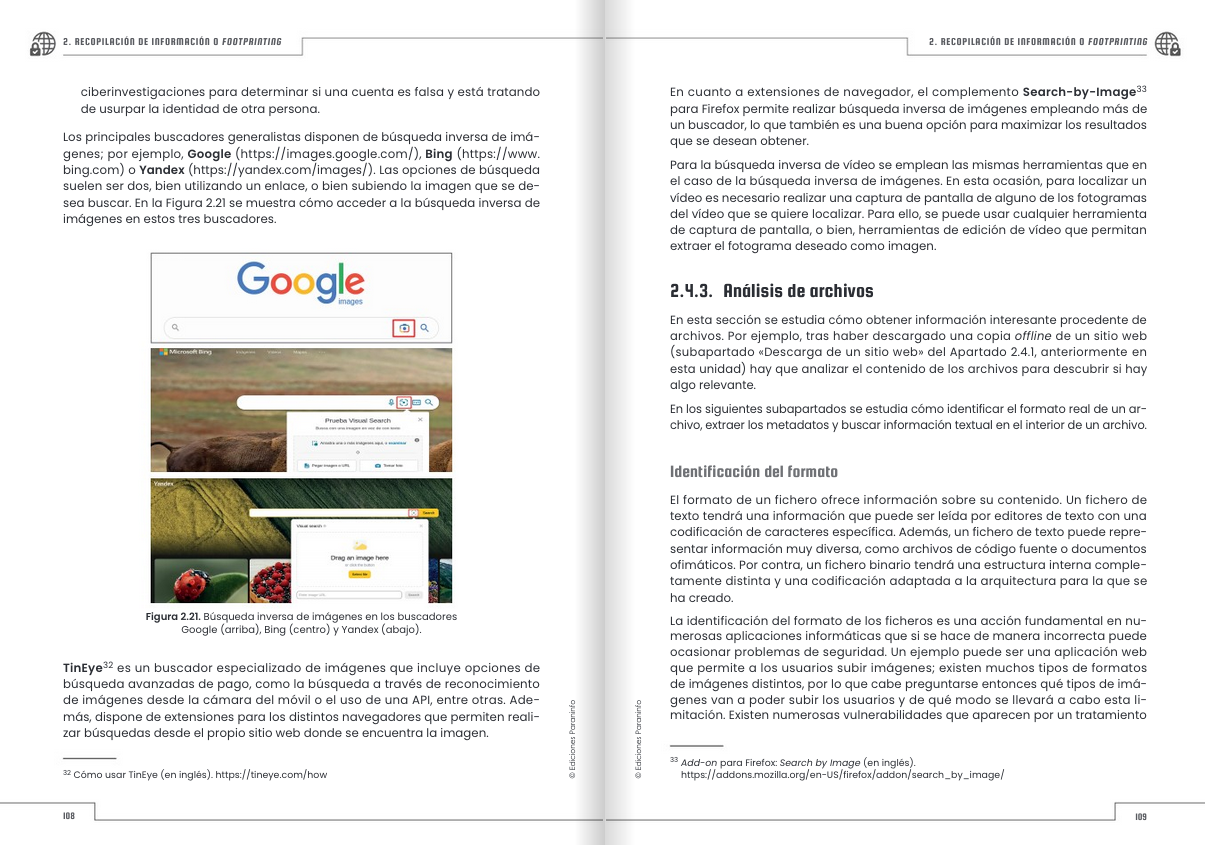 2. RECOPILACIÓN DE INFORMACIÓN O FOOTPRINTING
ciberinvestigaciones para determinar si una cuenta es falsa y está tratando
de usurpar la identidad de otra persona.
Los principales buscadores generalistas disponen de búsqueda inversa de imá-
genes; por ejemplo, Google (https://images.google.com/), Bing (https://www.
bing.com) o Yandex (https://yandex.com/images/). Las opciones de búsqueda
suelen ser dos, bien utilizando un enlace, o bien subiendo la imagen que se de-
sea buscar. En la Figura 2.21 se muestra cómo acceder a la búsqueda inversa de
imágenes en estos tres buscadores.
Google
images
Microsoft Bing
Prueba Visual Search
Pegar imagen o URL
Tomar foto
Yandex
Search
Visual search
Drag an image here
or click the button
Search
Figura 2.21. Búsqueda inversa de imágenes en los buscadores
Google (arriba), Bing (centro) y Yandex (abajo).
TinEye32 es un buscador especializado de imágenes que incluye opciones de
búsqueda avanzadas de pago, como la búsqueda a través de reconocimiento
de imágenes desde la cámara del móvil o el uso de una API, entre otras. Ade-
más, dispone de extensiones para los distintos navegadores que permiten reali-
zar búsquedas desde el propio sitio web donde se encuentra la imagen.
32 Cómo usar TinEye (en inglés). https://tineye.com/how
© Ediciones Paraninfo
108
2. RECOPILACIÓN DE INFORMACIÓN O FOOTPRINTING
En cuanto a extensiones de navegador, el complemento Search-by-Image33
para Firefox permite realizar búsqueda inversa de imágenes empleando más de
un buscador, lo que también es una buena opción para maximizar los resultados
que se desean obtener.
Para la búsqueda inversa de vídeo se emplean las mismas herramientas que en
el caso de la búsqueda inversa de imágenes. En esta ocasión, para localizar un
vídeo es necesario realizar una captura de pantalla de alguno de los fotogramas
del vídeo que se quiere localizar. Para ello, se puede usar cualquier herramienta
de captura de pantalla, o bien, herramientas de edición de vídeo que permitan
extraer el fotograma deseado como imagen.
2.4.3. Análisis de archivos
En esta sección se estudia cómo obtener información interesante procedente de
archivos. Por ejemplo, tras haber descargado una copia offline de un sitio web
(subapartado «Descarga de un sitio web» del Apartado 2.4.1, anteriormente en
esta unidad) hay que analizar el contenido de los archivos para descubrir si hay
algo relevante.
En los siguientes subapartados se estudia cómo identificar el formato real de un ar-
chivo, extraer los metadatos y buscar información textual en el interior de un archivo.
Identificación del formato
El formato de un fichero ofrece información sobre su contenido. Un fichero de
texto tendrá una información que puede ser leída por editores de texto con una
codificación de caracteres específica. Además, un fichero de texto puede repre-
sentar información muy diversa, como archivos de código fuente o documentos
ofimáticos. Por contra, un fichero binario tendrá una estructura interna comple-
tamente distinta y una codificación adaptada a la arquitectura para la que se
ha creado.
La identificación del formato de los ficheros es una acción fundamental en nu-
merosas aplicaciones informáticas que si se hace de manera incorrecta puede
ocasionar problemas de seguridad. Un ejemplo puede ser una aplicación web
que permite a los usuarios subir imágenes; existen muchos tipos de formatos
de imágenes distintos, por lo que cabe preguntarse entonces qué tipos de imá-
genes van a poder subir los usuarios y de qué modo se llevará a cabo esta li-
mitación. Existen numerosas vulnerabilidades que aparecen por un tratamiento
33 Add-on para Firefox: Search by Image (en inglés).
https://addons.mozilla.org/en-US/firefox/addon/search_by_image/
© Ediciones Paraninfo
109